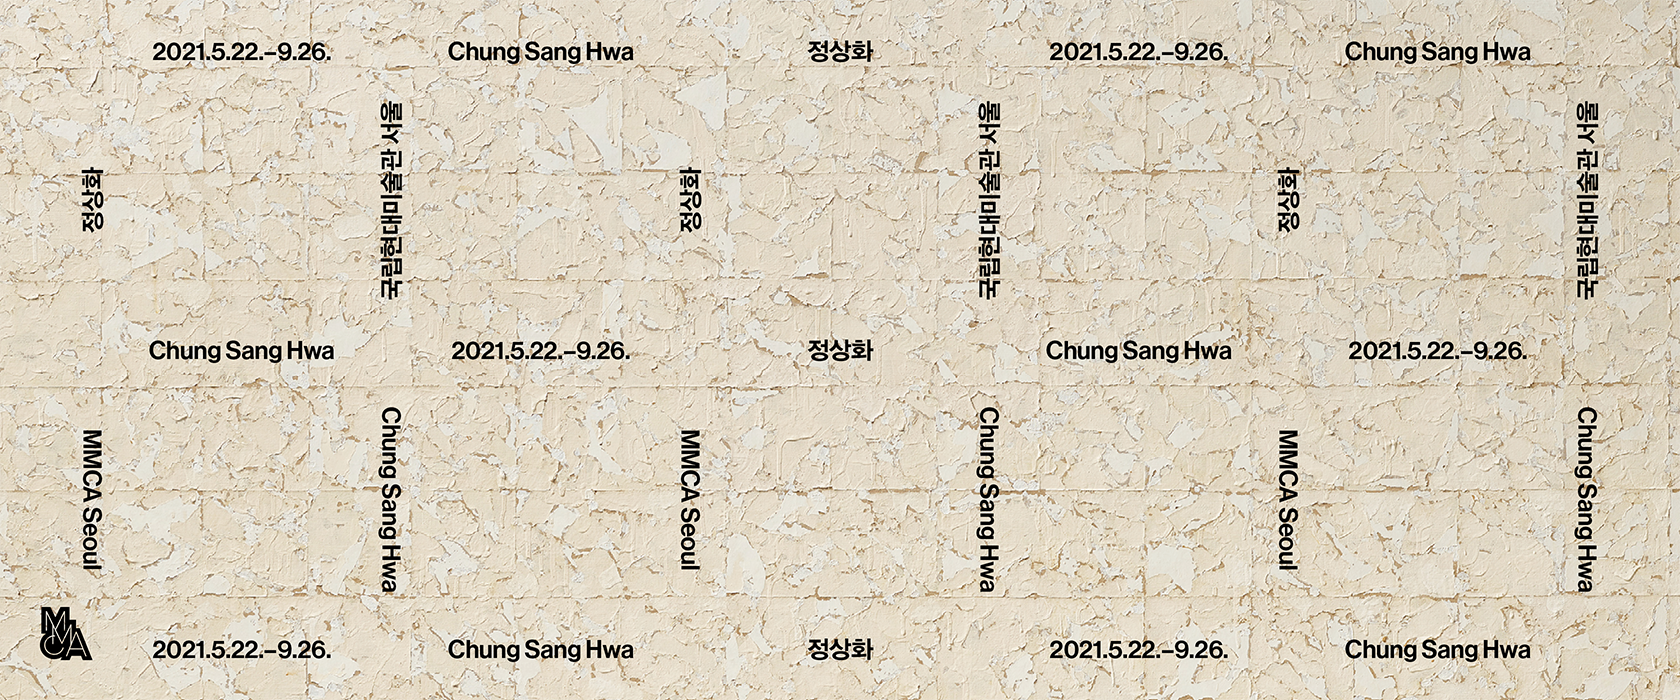 2021.5.22.–9.26. Chung Sang Hwa 정상화 2021.5.22.–9.26. Chung Sang Hwa
정상화
국립현대미술관 서울
정상화
국립현대미술관 서울
정상화
국립현대미술관 서울
Chung Sang Hwa 2021.5.22.–9.26. 정상화 Chung Sang Hwa 2021.5.22.–9.26.
MMCA Seoul
Chung Sang Hwa
MMCA Seoul
Chung Sang Hwa
MMCA Seoul
Chung Sang Hwa
MMCA
2021.5.22.–9.26. Chung Sang Hwa 정상화 2021.5.22.–9.26. Chung Sang Hwa